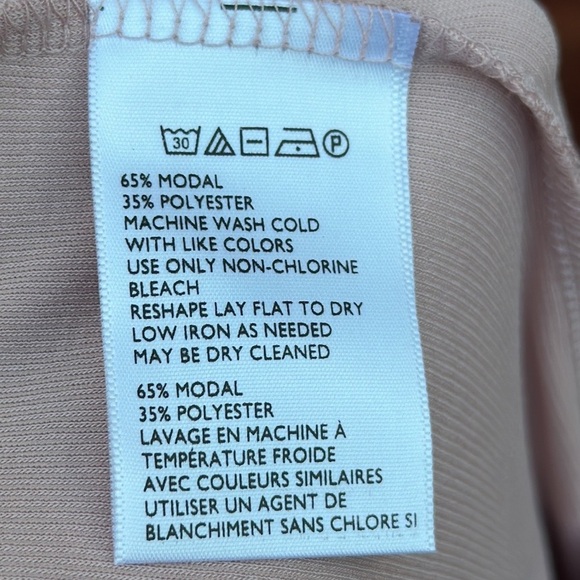 30 P
65% MODAL
35% POLYESTER
MACHINE WASH COLD
WITH LIKE COLORS
USE ONLY NON-CHLORINE
BLEACH
RESHAPE LAY FLAT TO DRY
LOW IRON AS NEEDED
MAY BE DRY CLEANED
65% MODAL
35% POLYESTER
LAVAGE EN MACHINE À
TEMPÉRATURE FROIDE
AVEC COULEURS SIMILAIRES
UTILISER UN AGENT DE
BLANCHIMENT SANS CHLORE SI